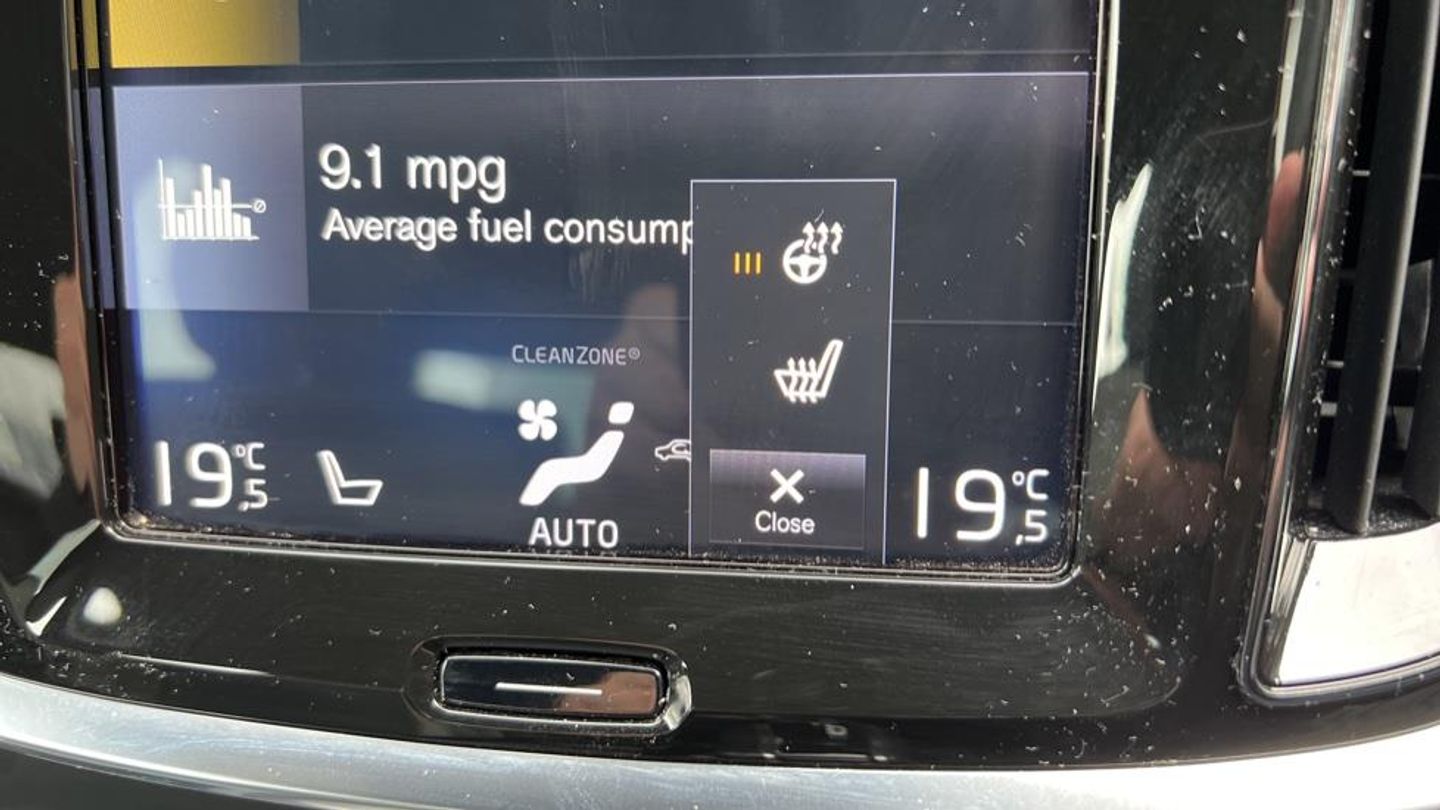 9.1 mpg
Average fuel consump
CLEANZONE®
19,5 °C
AUTO
Close
19,5 °C